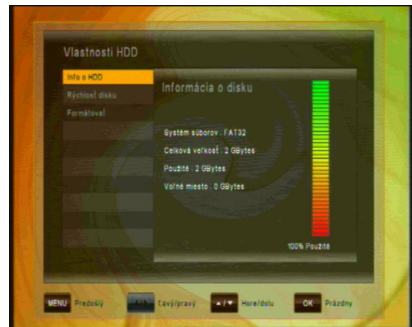 Vlastnosti HDD
Info o HDD
Rýchlosť disku
Formátovať
Informácia o disku
Systém súborov : FAT32
Celková veľkosť : 2 GBytes
Použité : 2 GBytes
Voľné miesto : 0 GBytes
100% Použité
MENU Predošlý
Ľavý/pravý
▲/▼ Hore/dolu
OK Prázdny